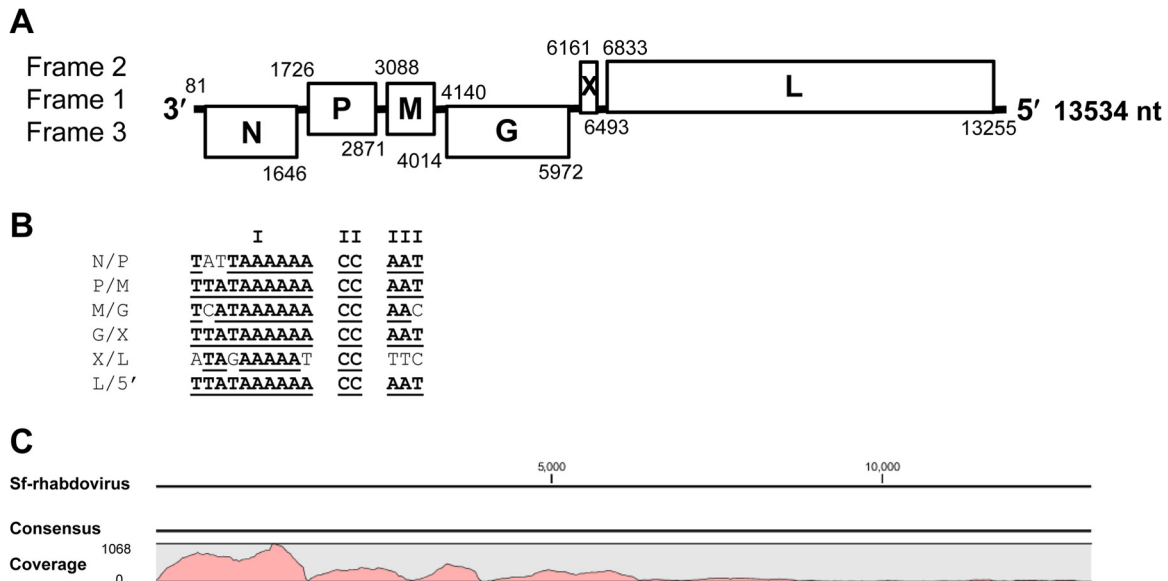 A
Frame 2
Frame 1
Frame 3
3′
81
N
1646
1726
P
2871
3088
M
4014
4140
G
5972
6161
X
6493
6833
L
13255
5′ 13534 nt
B
I II III
N/P TATTAAAAAA CC AAT
P/M TTATAAAAAA CC AAT
M/G TCATAAAAAA CC AAC
G/X TTATAAAAAA CC AAT
X/L ATAGAAAAAT CC TTC
L/5′ TTATAAAAAA CC AAT
C
5,000 10,000
Sf-rhabdovirus
Consensus
Coverage
1068
0